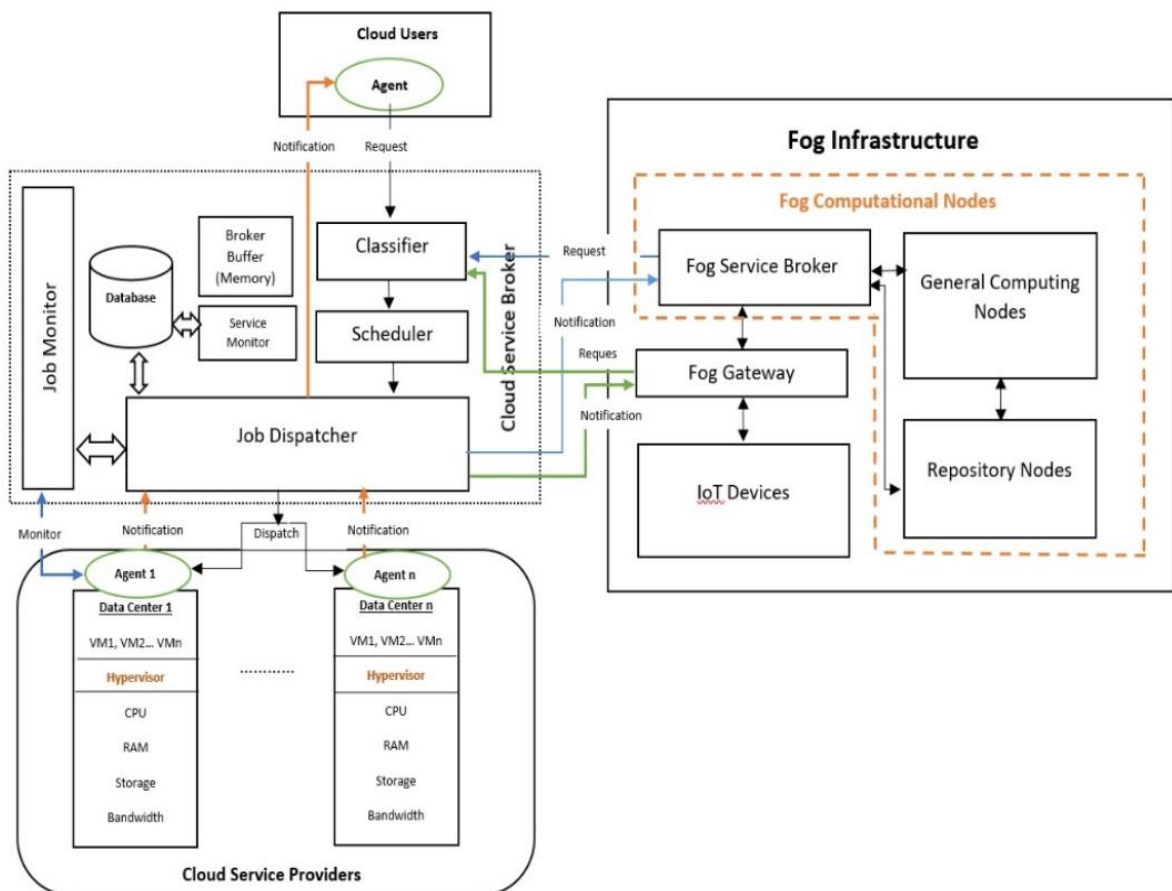 Cloud Users
Agent
Notification
Request
Job Monitor
Database
Broker
Buffer
(Memory)
Service
Monitor
Classifier
Scheduler
Cloud Service Broker
Job Dispatcher
Request
Notification
Reques
Notification
Fog Infrastructure
Fog Computational Nodes
Fog Service Broker
General Computing
Nodes
Fog Gateway
IoT Devices
Repository Nodes
Monitor
Notification
Dispatch
Notification
Agent 1
Data Center 1
VM1, VM2... VMn
Hypervisor
CPU
RAM
Storage
Bandwidth
..............
Agent n
Data Center n
VM1, VM2... VMn
Hypervisor
CPU
RAM
Storage
Bandwidth
Cloud Service Providers